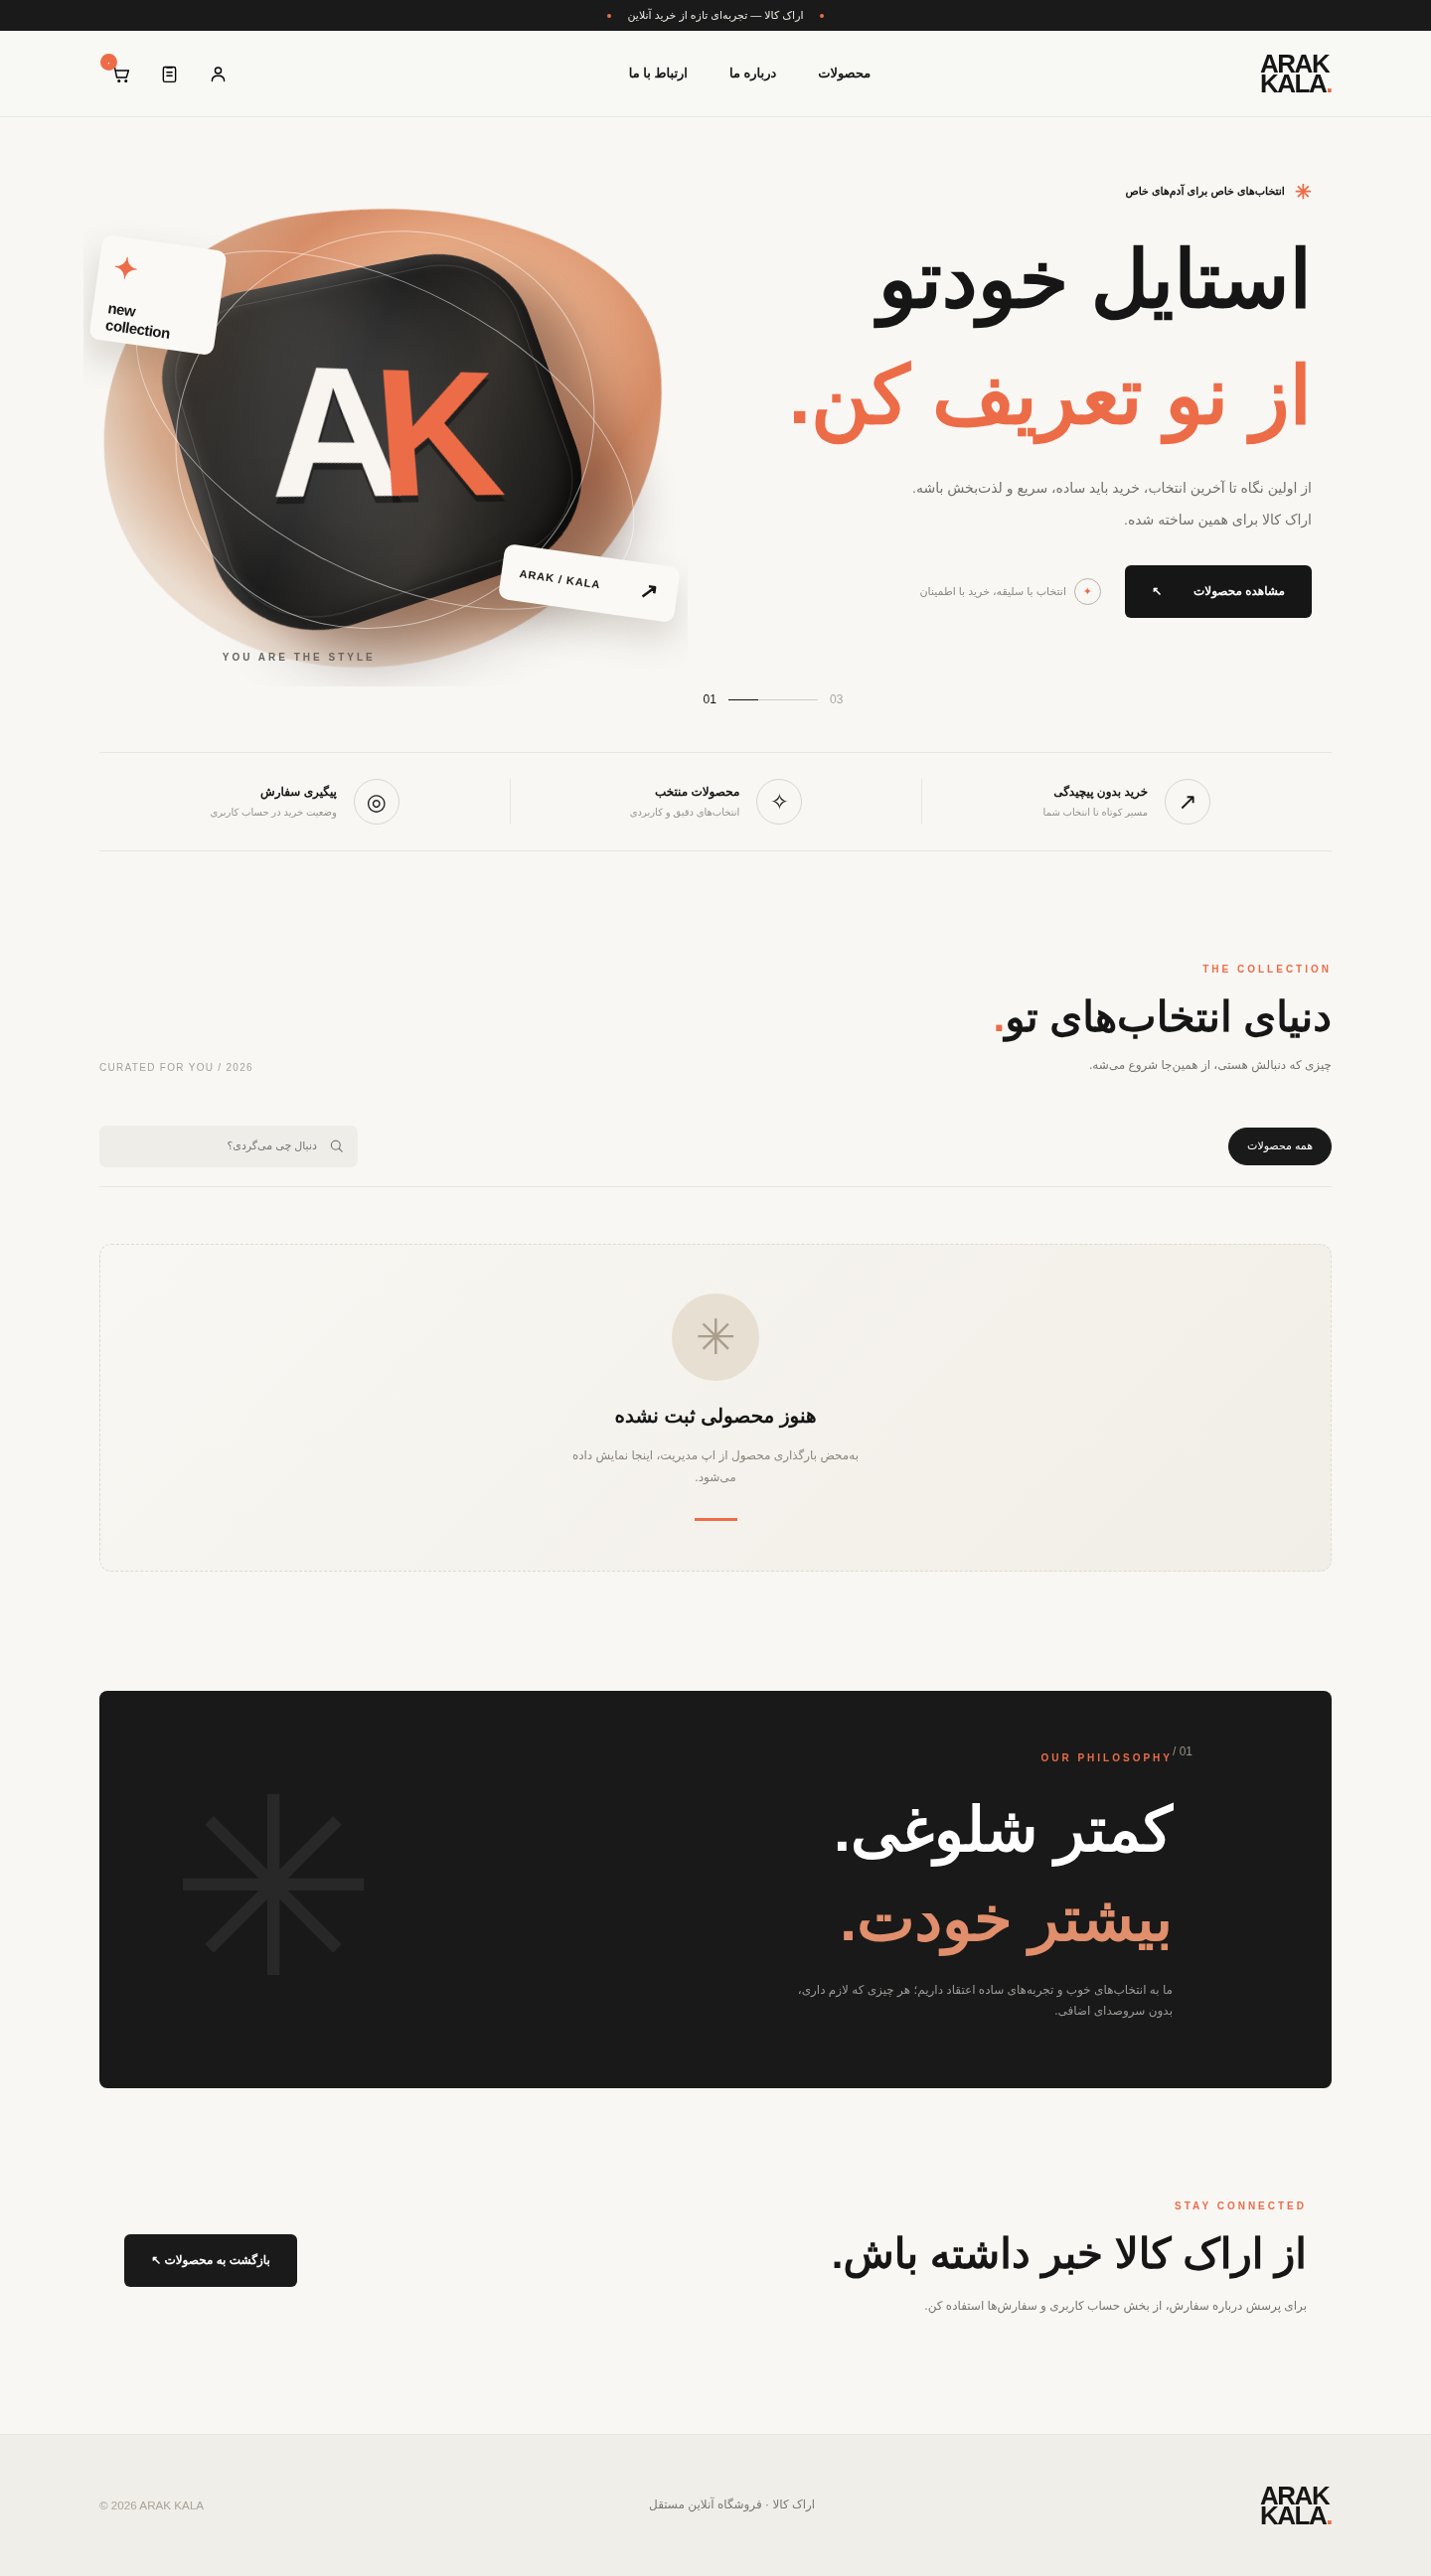 اراک کالا — تجربه‌ای تازه از خرید آنلاین
ARAK
KALA.
محصولات
درباره ما
ارتباط با ما
انتخاب‌های خاص برای آدم‌های خاص
استایل خودتو
از نو تعریف کن.
از اولین نگاه تا آخرین انتخاب، خرید باید ساده، سریع و لذت‌بخش باشه.
اراک کالا برای همین ساخته شده.
مشاهده محصولات ↖
انتخاب با سلیقه، خرید با اطمینان
new
collection
AK
ARAK / KALA ↗
YOU ARE THE STYLE
01
03
خرید بدون پیچیدگی
مسیر کوتاه تا انتخاب شما
محصولات منتخب
انتخاب‌های دقیق و کاربردی
پیگیری سفارش
وضعیت خرید در حساب کاربری
THE COLLECTION
دنیای انتخاب‌های تو.
چیزی که دنبالش هستی، از همین‌جا شروع می‌شه.
CURATED FOR YOU / 2026
همه محصولات
دنبال چی می‌گردی؟
هنوز محصولی ثبت نشده
به‌محض بارگذاری محصول از اپ مدیریت، اینجا نمایش داده
می‌شود.
/ 01
OUR PHILOSOPHY
کمتر شلوغی.
بیشتر خودت.
ما به انتخاب‌های خوب و تجربه‌های ساده اعتقاد داریم؛ هر چیزی که لازم داری،
بدون سروصدای اضافی.
STAY CONNECTED
از اراک کالا خبر داشته باش.
برای پرسش درباره سفارش، از بخش حساب کاربری و سفارش‌ها استفاده کن.
بازگشت به محصولات ↖
ARAK
KALA.
اراک کالا · فروشگاه آنلاین مستقل
© 2026 ARAK KALA